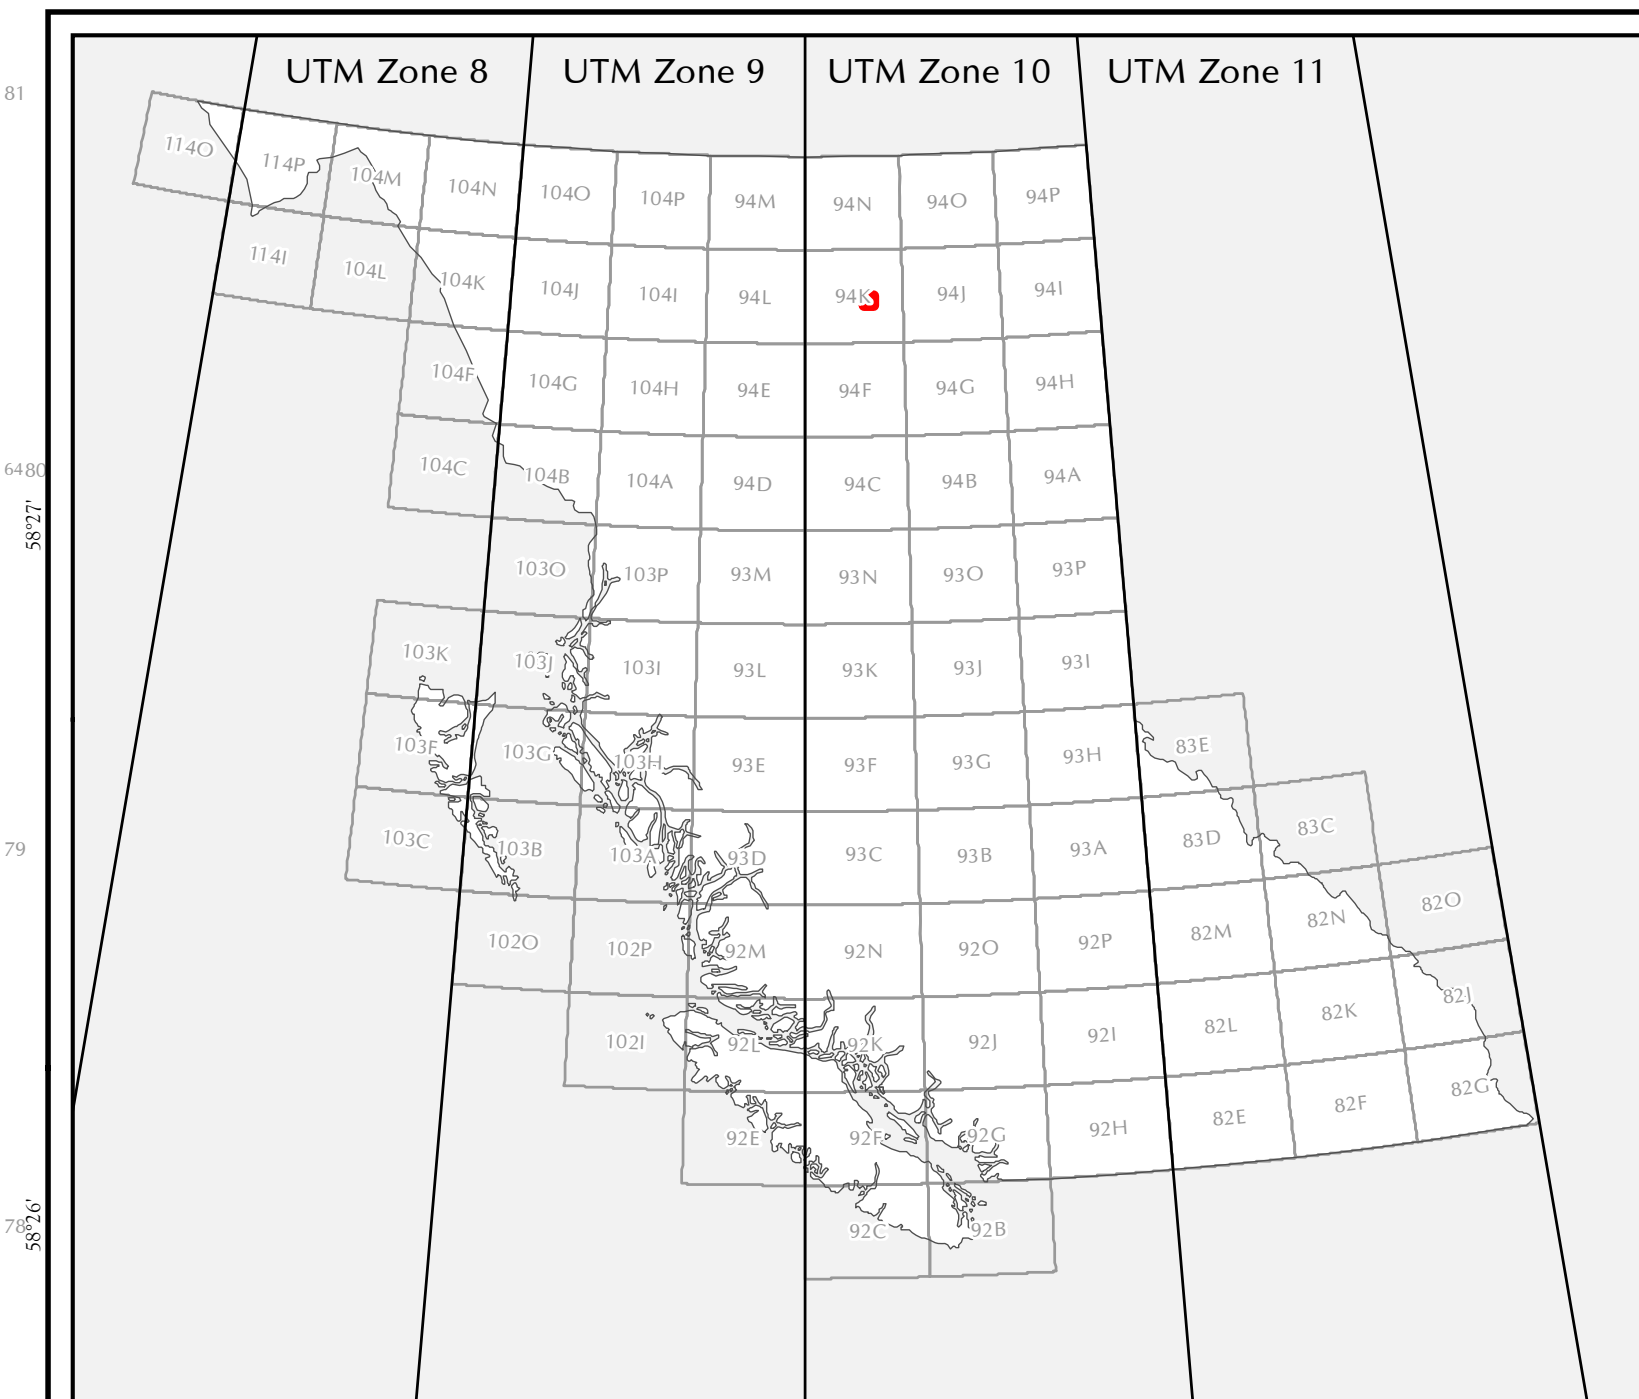 UTM Zone 8 UTM Zone 9 UTM Zone 10 UTM Zone 11
81
114O 114P 104M 104N 104O 104P 94M 94N 94O 94P
114I 104L 104K 104J 104I 94L 94K 94J 94I
104F 104G 104H 94E 94F 94G 94H
6480
104C 104B 104A 94D 94C 94B 94A
58°27'
103O 103P 93M 93N 93O 93P
103K 103J 103I 93L 93K 93J 93I
103F 103G 103H 93E 93F 93G 93H 83E
79
103C 103B 103A 93D 93C 93B 93A 83D 83C
102O 102P 92M 92N 92O 92P 82M 82N 82O
102I 92L 92K 92J 92I 82L 82K 82J
92E 92F 92G 92H 82E 82F 82G
78
58°26'
92C 92B